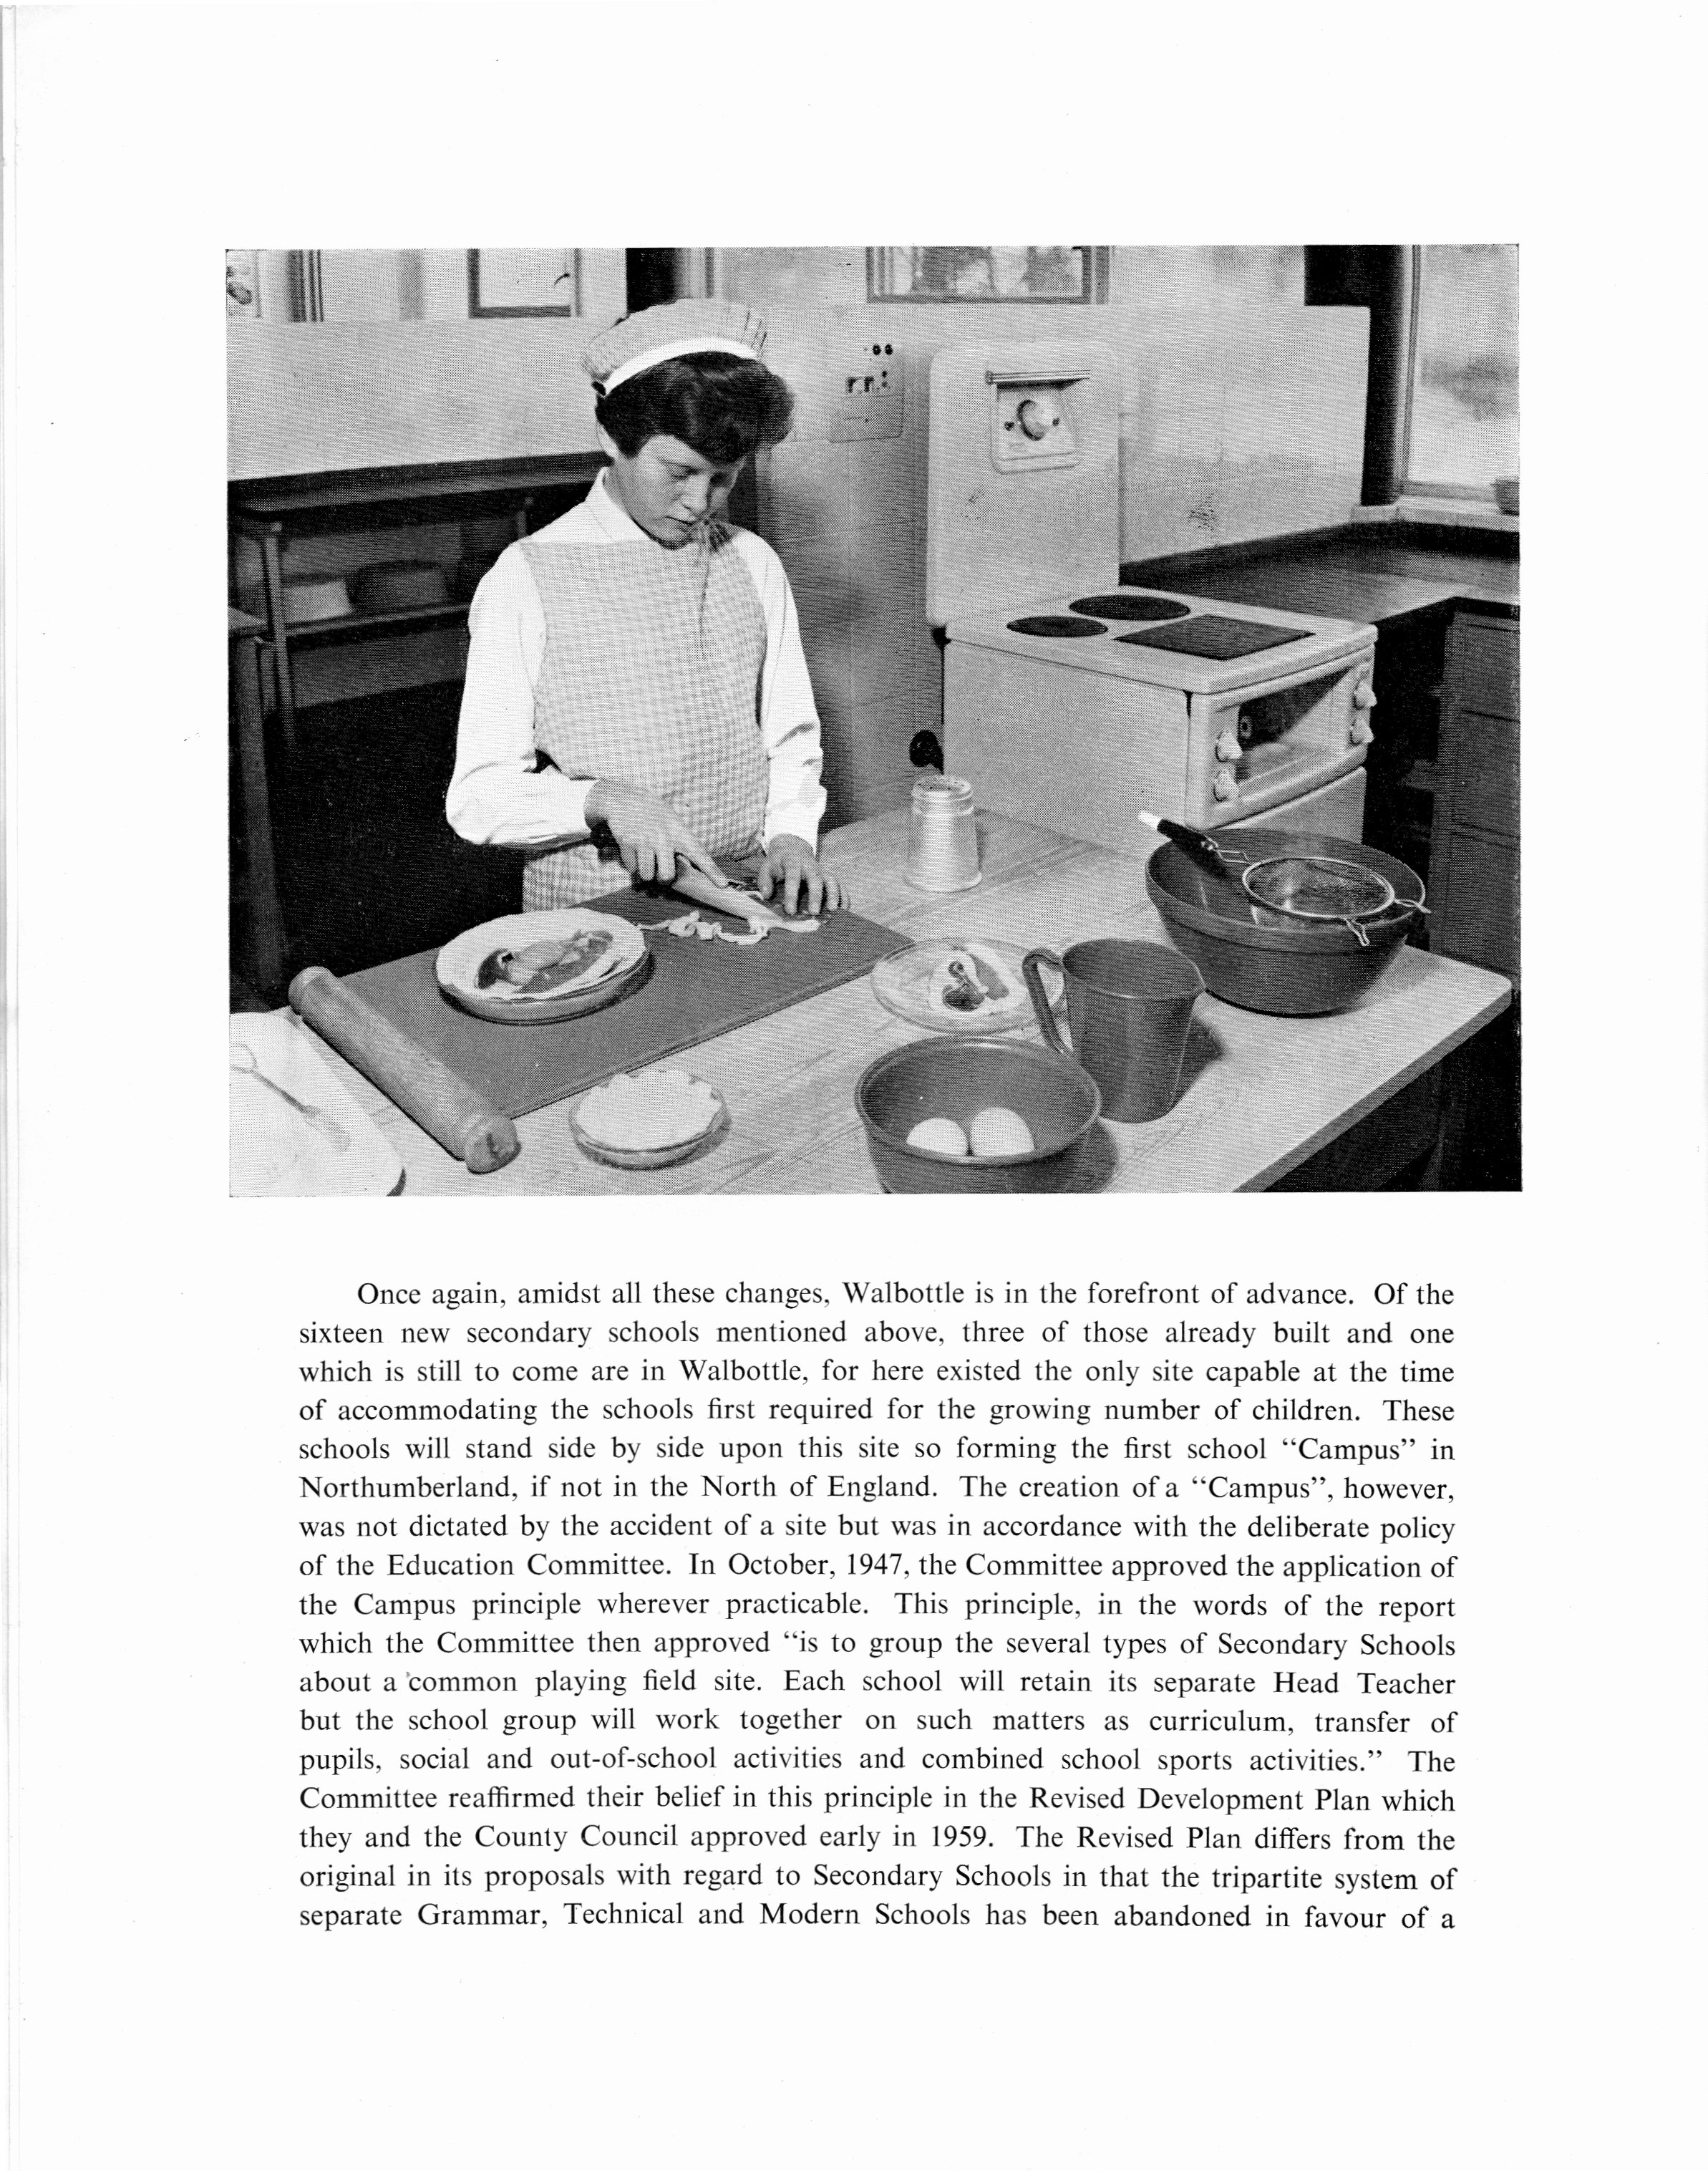 Once again, amidst all these changes, Walbottle is in the forefront of advance. Of the
sixteen new secondary schools mentioned above, three of those already built and one
which is still to come are in Walbottle, for here existed the only site capable at the time
of accommodating the schools first required for the growing number of children. These
schools will stand side by side upon this site so forming the first school “Campus” in
Northumberland, if not in the North of England. The creation of a “Campus”, however,
was not dictated by the accident of a site but was in accordance with the deliberate policy
of the Education Committee. In October, 1947, the Committee approved the application of
the Campus principle wherever practicable. This principle, in the words of the report
which the Committee then approved “is to group the several types of Secondary Schools
about a common playing field site. Each school will retain its separate Head Teacher
but the school group will work together on such matters as curriculum, transfer of
pupils, social and out-of-school activities and combined school sports activities.” The
Committee reaffirmed their belief in this principle in the Revised Development Plan which
they and the County Council approved early in 1959. The Revised Plan differs from the
original in its proposals with regard to Secondary Schools in that the tripartite system of
separate Grammar, Technical and Modern Schools has been abandoned in favour of a